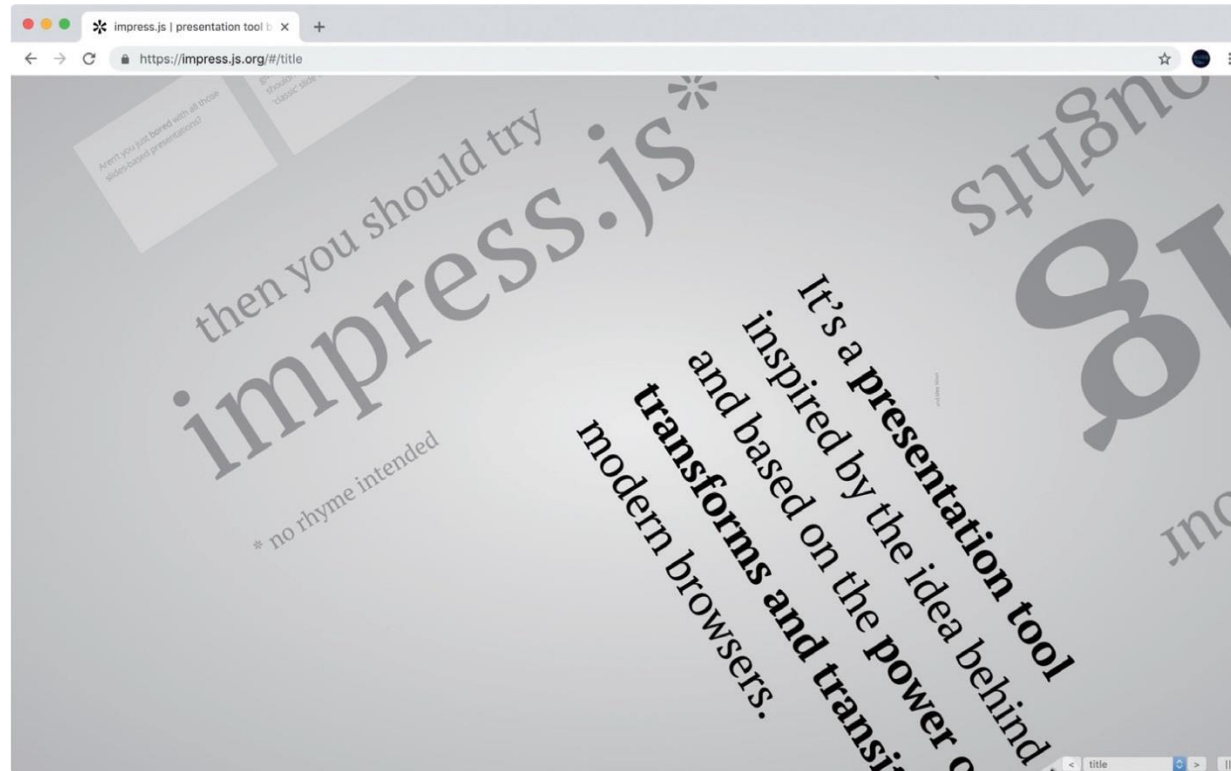 impress.js | presentation tool b
https://impress.js.org/#/title
Aren't you just bored with all those
slides-based presentations?
then you should try
impress.js*
* no rhyme intended
It's a presentation tool
inspired by the idea behind
and based on the power
transforms and
modern browsers.
title